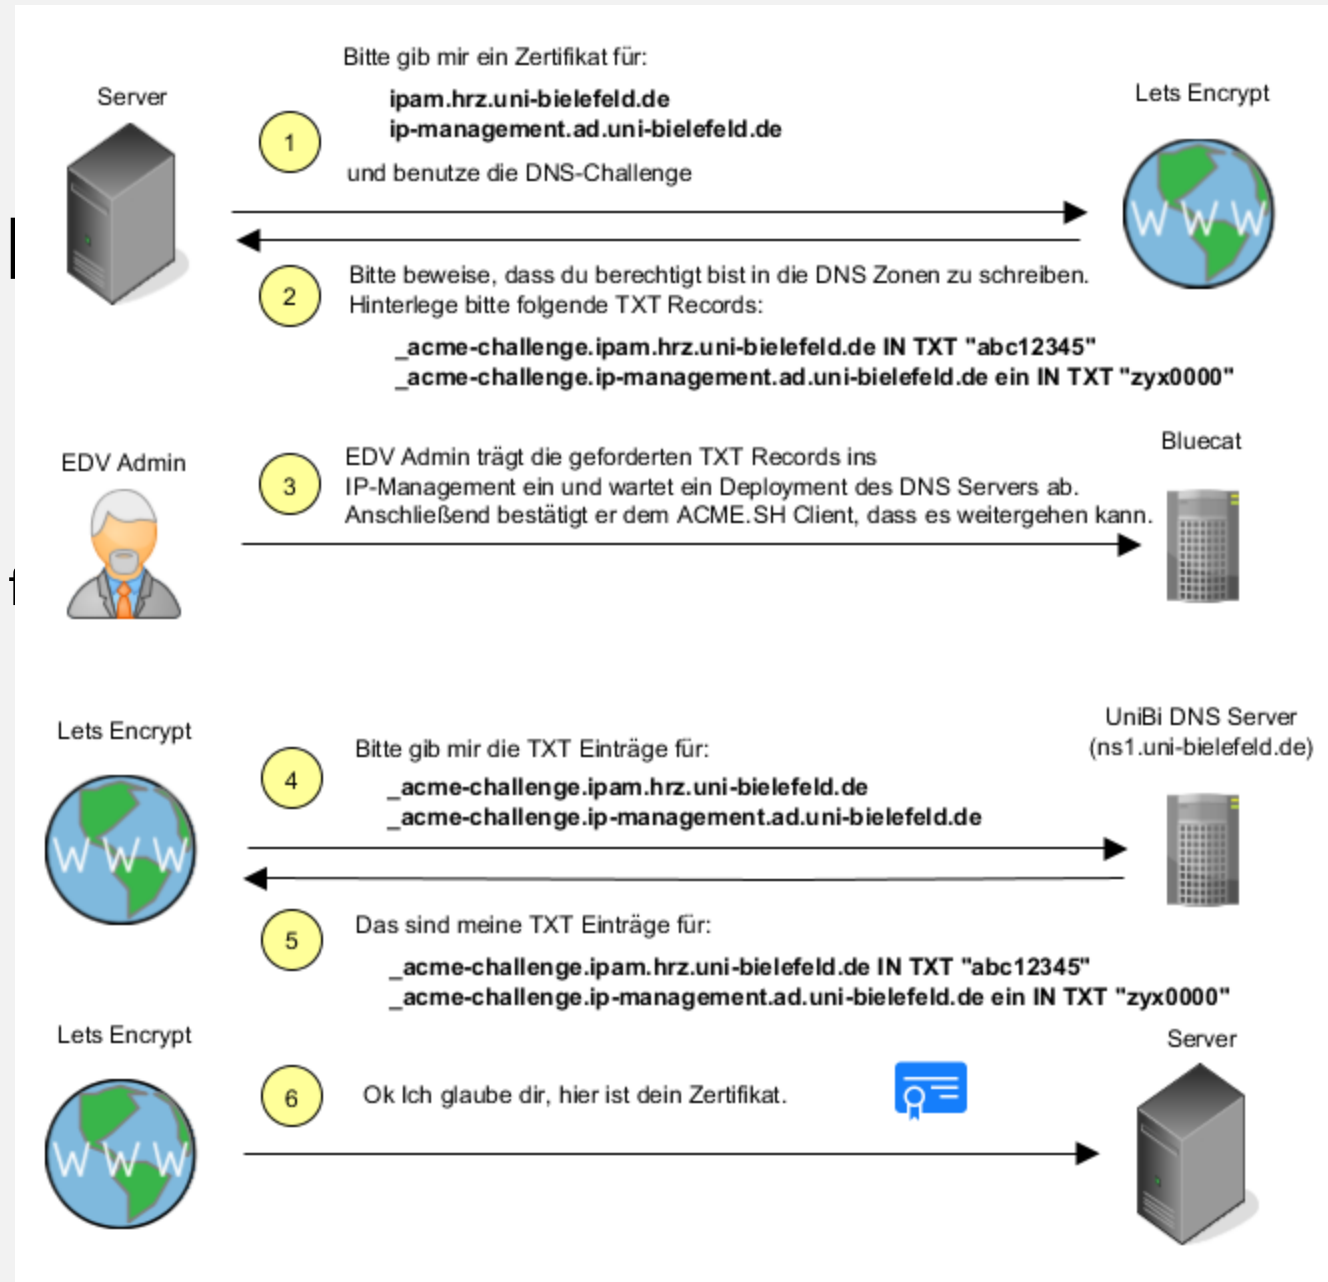 Bitte gib mir ein Zertifikat für:
Server
ipam.hrz.uni-bielefeld.de
Lets Encrypt
1
ip-management.ad.uni-bielefeld.de
und benutze die DNS-Challenge
WWW
2
Bitte beweise, dass du berechtigt bist in die DNS Zonen zu schreiben.
Hinterlege bitte folgende TXT Records:
_acme-challenge.ipam.hrz.uni-bielefeld.de IN TXT "abc12345"
_acme-challenge.ip-management.ad.uni-bielefeld.de ein IN TXT "zyx0000"
Bluecat
EDV Admin
3
EDV Admin trägt die geforderten TXT Records ins
IP-Management ein und wartet ein Deployment des DNS Servers ab.
Anschließend bestätigt er dem ACME.SH Client, dass es weitergehen kann.
Lets Encrypt
UniBi DNS Server
(ns1.uni-bielefeld.de)
4
Bitte gib mir die TXT Einträge für:
_acme-challenge.ipam.hrz.uni-bielefeld.de
_acme-challenge.ip-management.ad.uni-bielefeld.de
WWW
5
Das sind meine TXT Einträge für:
_acme-challenge.ipam.hrz.uni-bielefeld.de IN TXT "abc12345"
_acme-challenge.ip-management.ad.uni-bielefeld.de ein IN TXT "zyx0000"
Lets Encrypt
Server
6
Ok Ich glaube dir, hier ist dein Zertifikat.
WWW